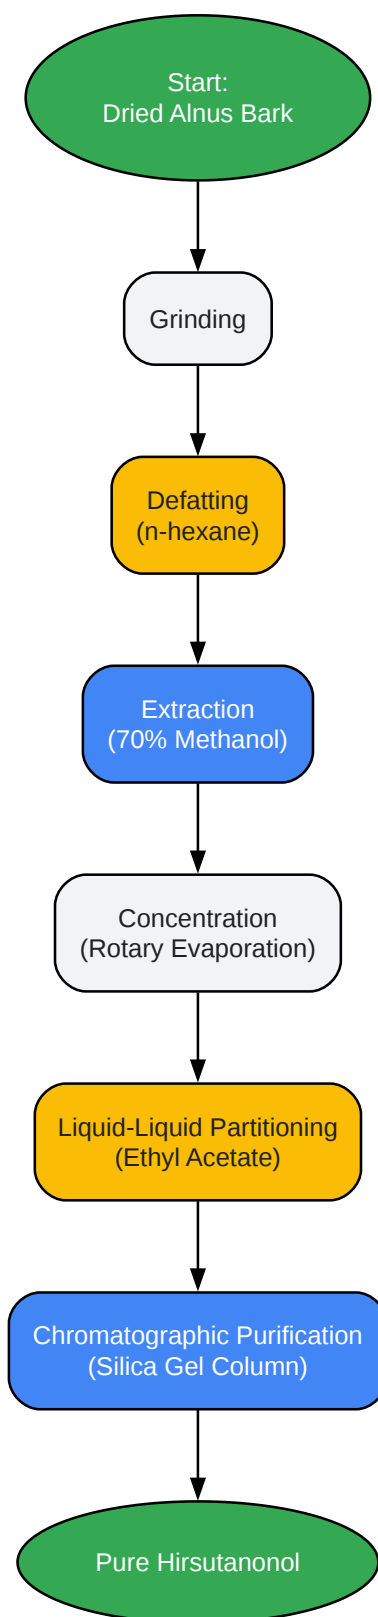 Start:
Dried Alnus Bark
Grinding
Defatting
(n-hexane)
Extraction
(70% Methanol)
Concentration
(Rotary Evaporation)
Liquid-Liquid Partitioning
(Ethyl Acetate)
Chromatographic Purification
(Silica Gel Column)
Pure Hirsutanonol